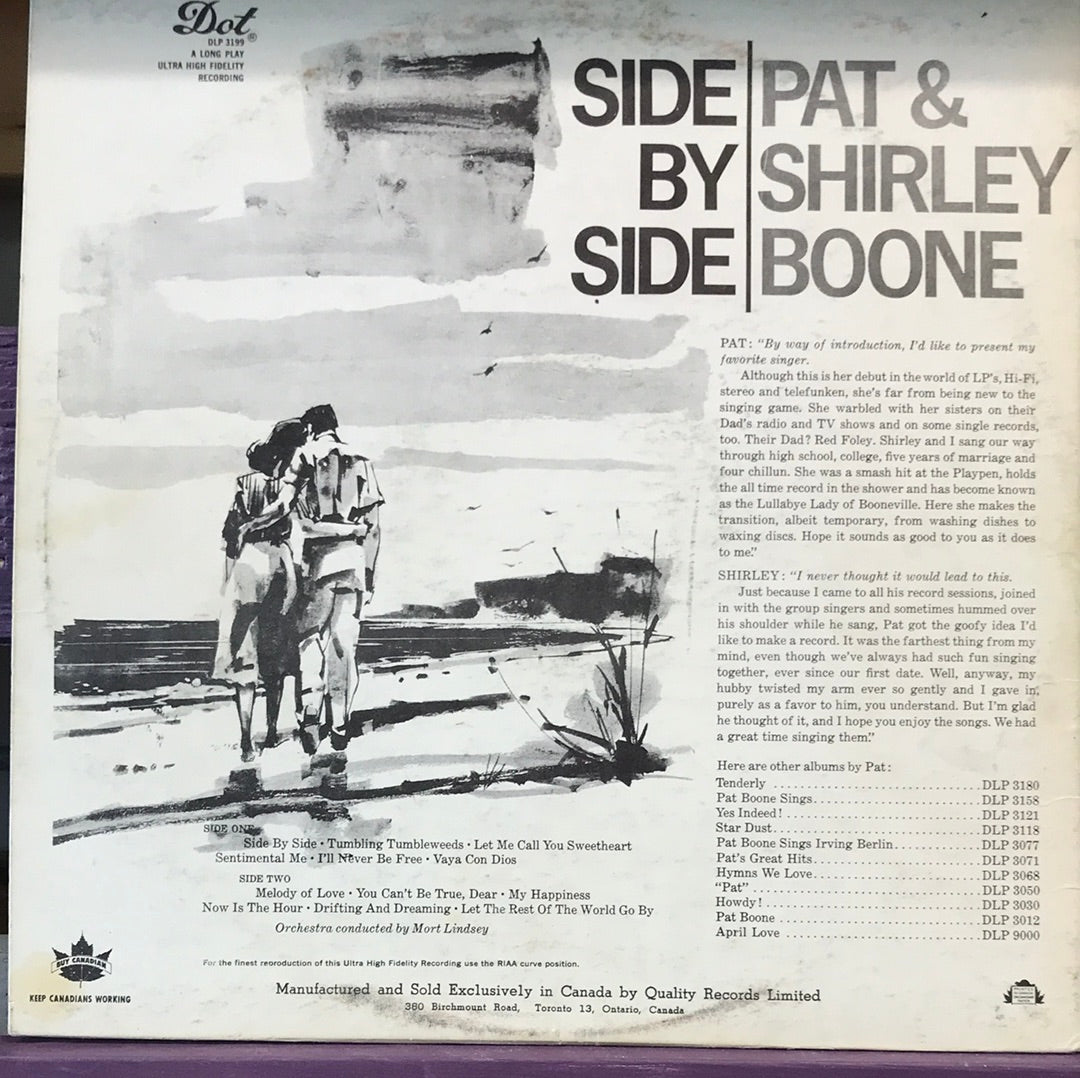 Dot®
DLP 3199
A LONG PLAY
ULTRA HIGH FIDELITY
RECORDING
SIDE
BY
SIDE
PAT &
SHIRLEY
BOONE
PAT: "By way of introduction, I'd like to present my
favorite singer.
Although this is her debut in the world of LP's, Hi-Fi,
stereo and telefunken, she's far from being new to the
singing game. She warbled with her sisters on their
Dad's radio and TV shows and on some single records,
too. Their Dad? Red Foley. Shirley and I sang our way
through high school, college, five years of marriage and
four chillun. She was a smash hit at the Playpen, holds
the all time record in the shower and has become known
as the Lullabye Lady of Booneville. Here she makes the
transition, albeit temporary, from washing dishes to
waxing discs. Hope it sounds as good to you as it does
to me."
SHIRLEY: "I never thought it would lead to this.
Just because I came to all his record sessions, joined
in with the group singers and sometimes hummed over
his shoulder while he sang, Pat got the goofy idea I'd
like to make a record. It was the farthest thing from my
mind, even though we've always had such fun singing
together, ever since our first date. Well, anyway, my
hubby twisted my arm ever so gently and I gave in,
purely as a favor to him, you understand. But I'm glad
he thought of it, and I hope you enjoy the songs. We had
a great time singing them."
Here are other albums by Pat:
Tenderly ............................. DLP 3180
Pat Boone Sings....................... DLP 3158
Yes Indeed! .......................... DLP 3121
Star Dust............................. DLP 3118
Pat Boone Sings Irving Berlin............ DLP 3077
Pat's Great Hits....................... DLP 3071
Hymns We Love........................ DLP 3068
"Pat" ................................ DLP 3050
Howdy! .............................. DLP 3030
Pat Boone ............................ DLP 3012
April Love ........................... DLP 9000
SIDE ONE
Side By Side • Tumbling Tumbleweeds • Let Me Call You Sweetheart
Sentimental Me • I'll Never Be Free • Vaya Con Dios
SIDE TWO
Melody of Love • You Can't Be True, Dear • My Happiness
Now Is The Hour • Drifting And Dreaming • Let The Rest Of The World Go By
Orchestra conducted by Mort Lindsey
For the finest reproduction of this Ultra High Fidelity Recording use the RIAA curve position.
BUY CANADIAN
KEEP CANADIANS WORKING
Manufactured and Sold Exclusively in Canada by Quality Records Limited
380 Birchmount Road, Toronto 13, Ontario, Canada